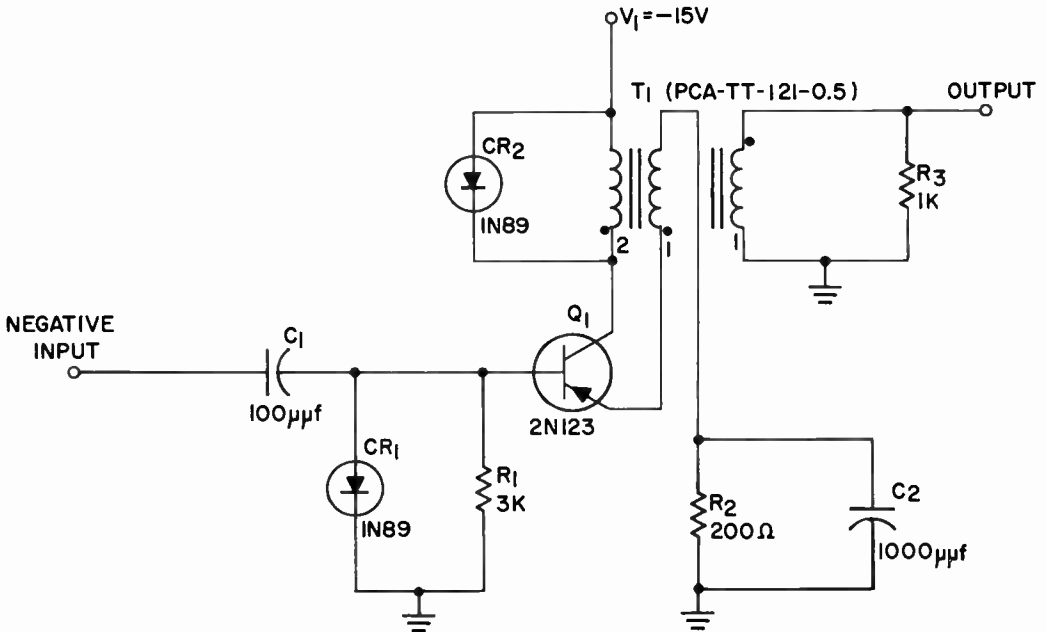 V1=-15V
T1 (PCA-TT-121-0.5)
OUTPUT
CR2
1N89
2
1
1
R3
1K
NEGATIVE
INPUT
C1
100μμf
Q1
2N123
CR1
1N89
R1
3K
R2
200Ω
C2
1000μμf